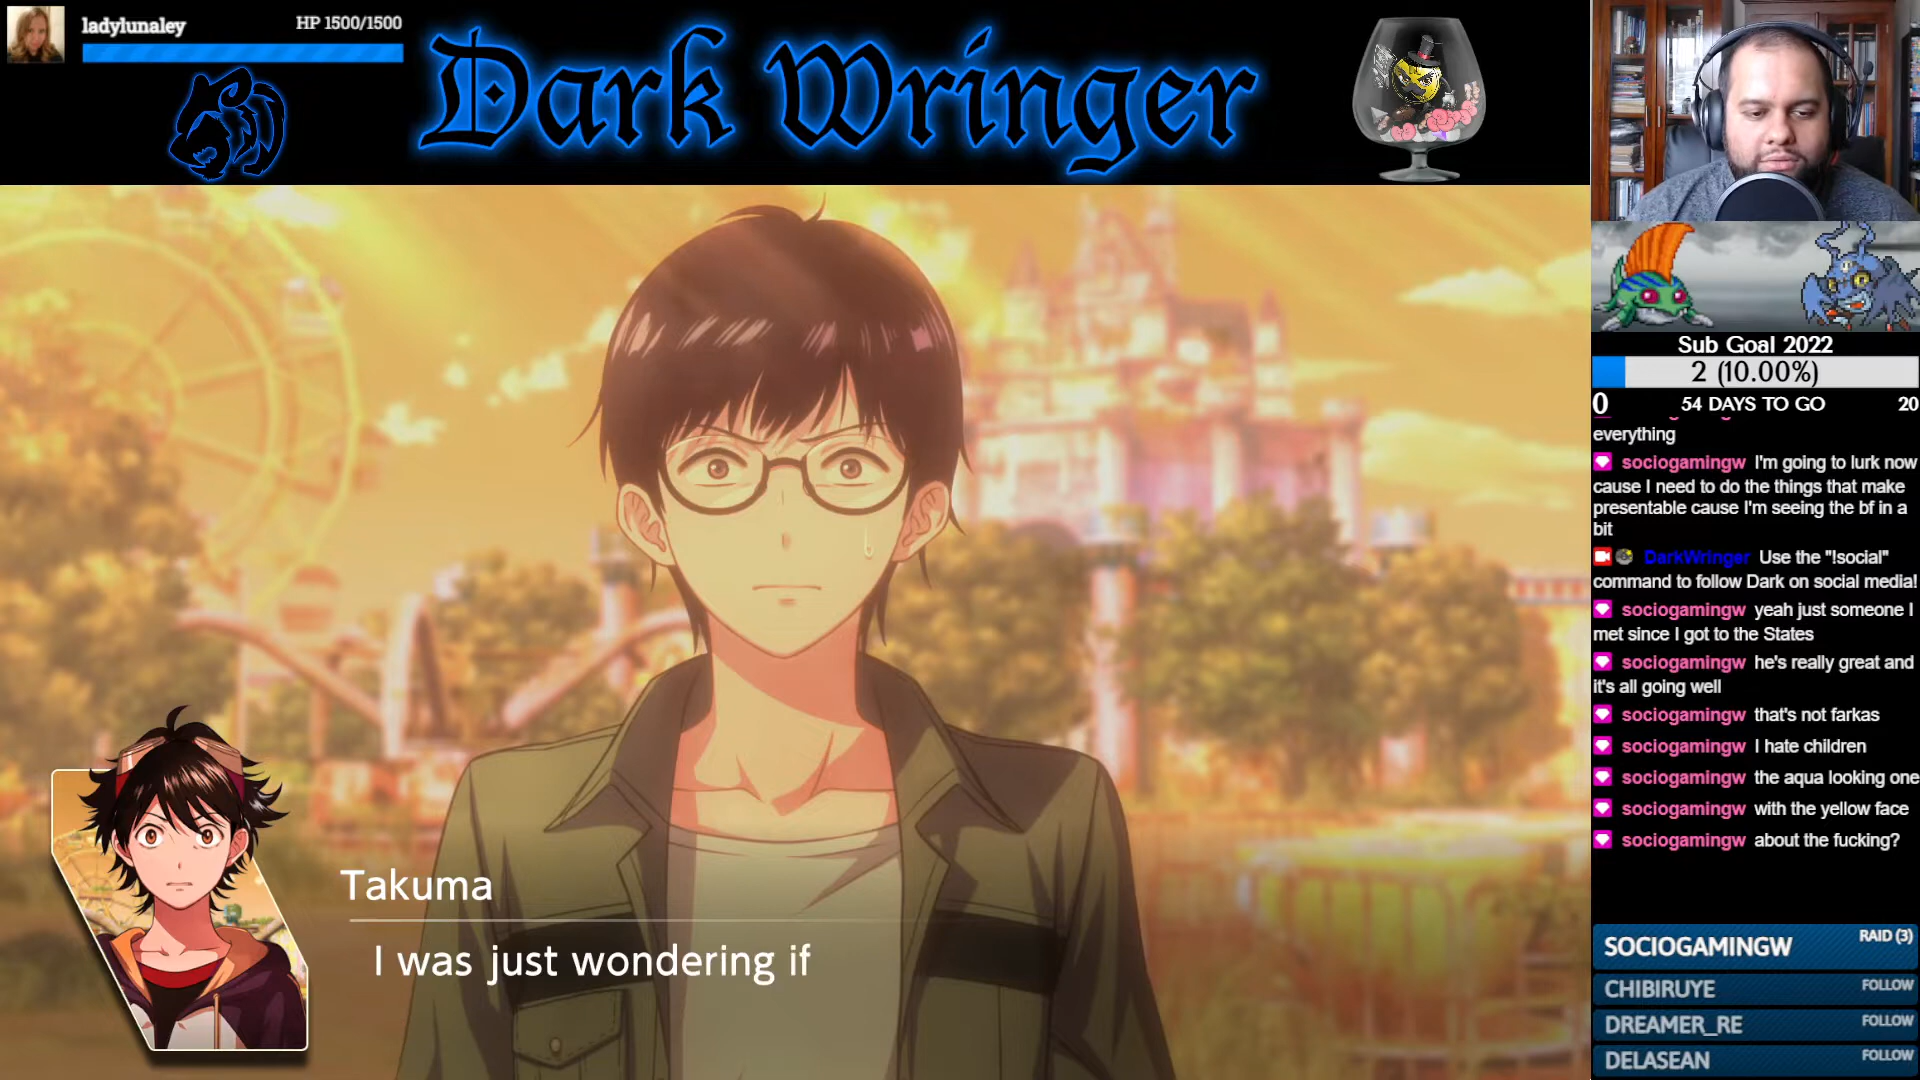 ladylunaley
HP 1500/1500
Dark Wringer
Sub Goal 2022
2 (10.00%)
0
54 DAYS TO GO
20
everything
sociogamingw I'm going to lurk now
cause I need to do the things that make
presentable cause I'm seeing the bf in a
bit
DarkWringer Use the "!social"
command to follow Dark on social media!
sociogamingw yeah just someone I
met since I got to the States
sociogamingw he's really great and
it's all going well
sociogamingw that's not farkas
sociogamingw I hate children
sociogamingw the aqua looking one
sociogamingw with the yellow face
sociogamingw about the fucking?
Takuma
I was just wondering if
SOCIOGAMINGW
RAID (3)
CHIBIRUYE
FOLLOW
DREAMER_RE
FOLLOW
DELASEAN
FOLLOW